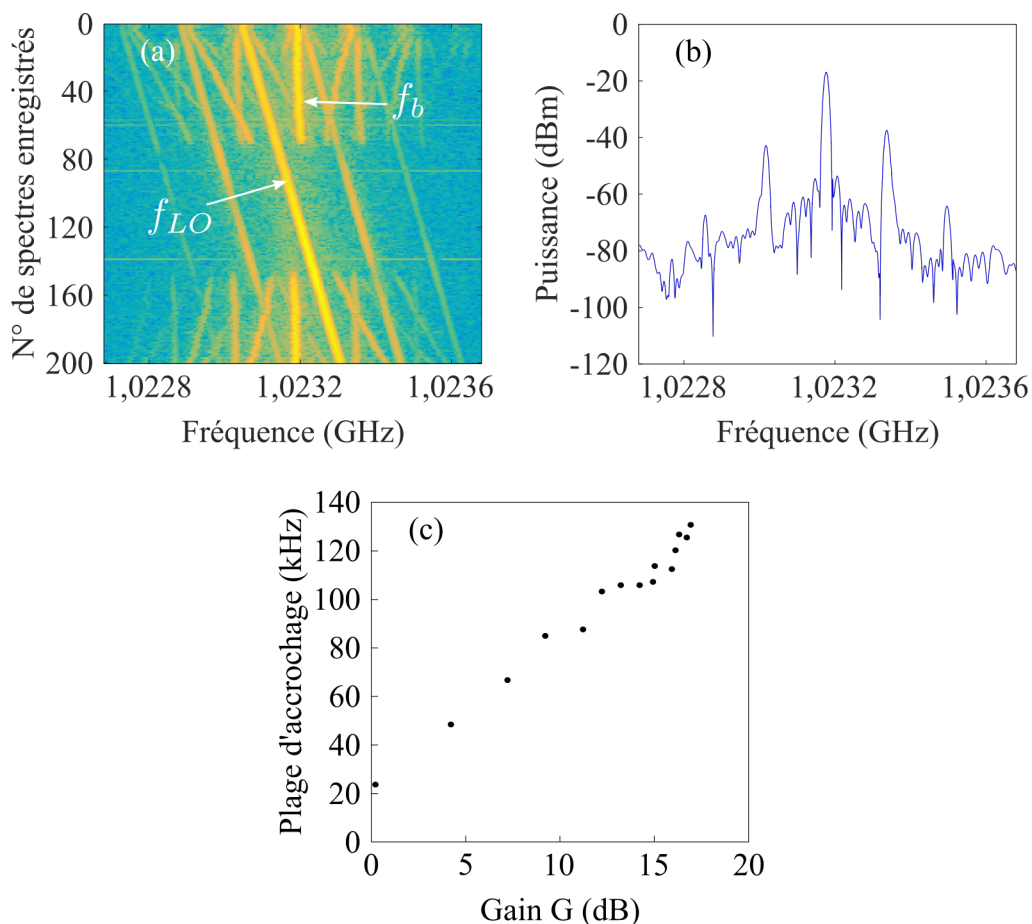 (a)
N° de spectres enregistrés
0
40
80
120
160
200
f_b
f_{LO}
1,0228
1,0232
1,0236
Fréquence (GHz)
(b)
Puissance (dBm)
0
-20
-40
-60
-80
-100
-120
1,0228
1,0232
1,0236
Fréquence (GHz)
(c)
Plage d'accrochage (kHz)
140
120
100
80
60
40
20
0
0
5
10
15
20
Gain G (dB)